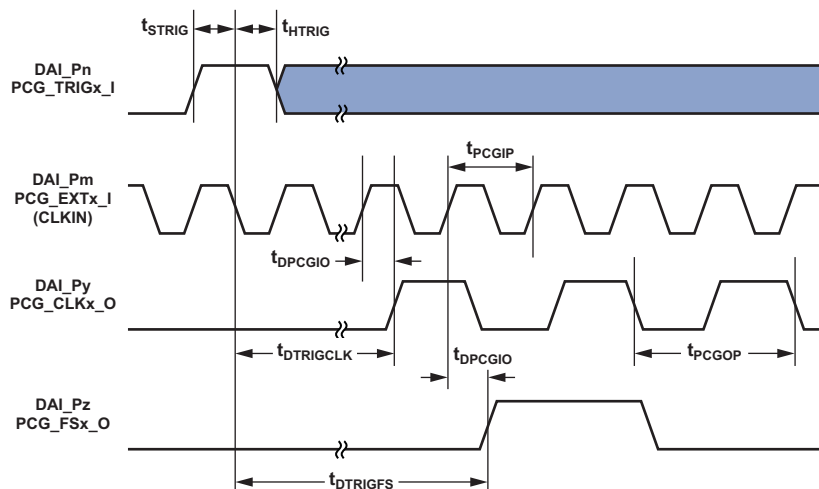 tSTRIG
tHTRIG
DAI_Pn
PCG_TRIGx_I
tPCGIP
DAI_Pm
PCG_EXTx_I
(CLKIN)
tDPCGIO
DAI_Py
PCG_CLKx_O
tDTRIGCLK
tDPCGIO
tPCGOP
DAI_Pz
PCG_FSx_O
tDTRIGFS